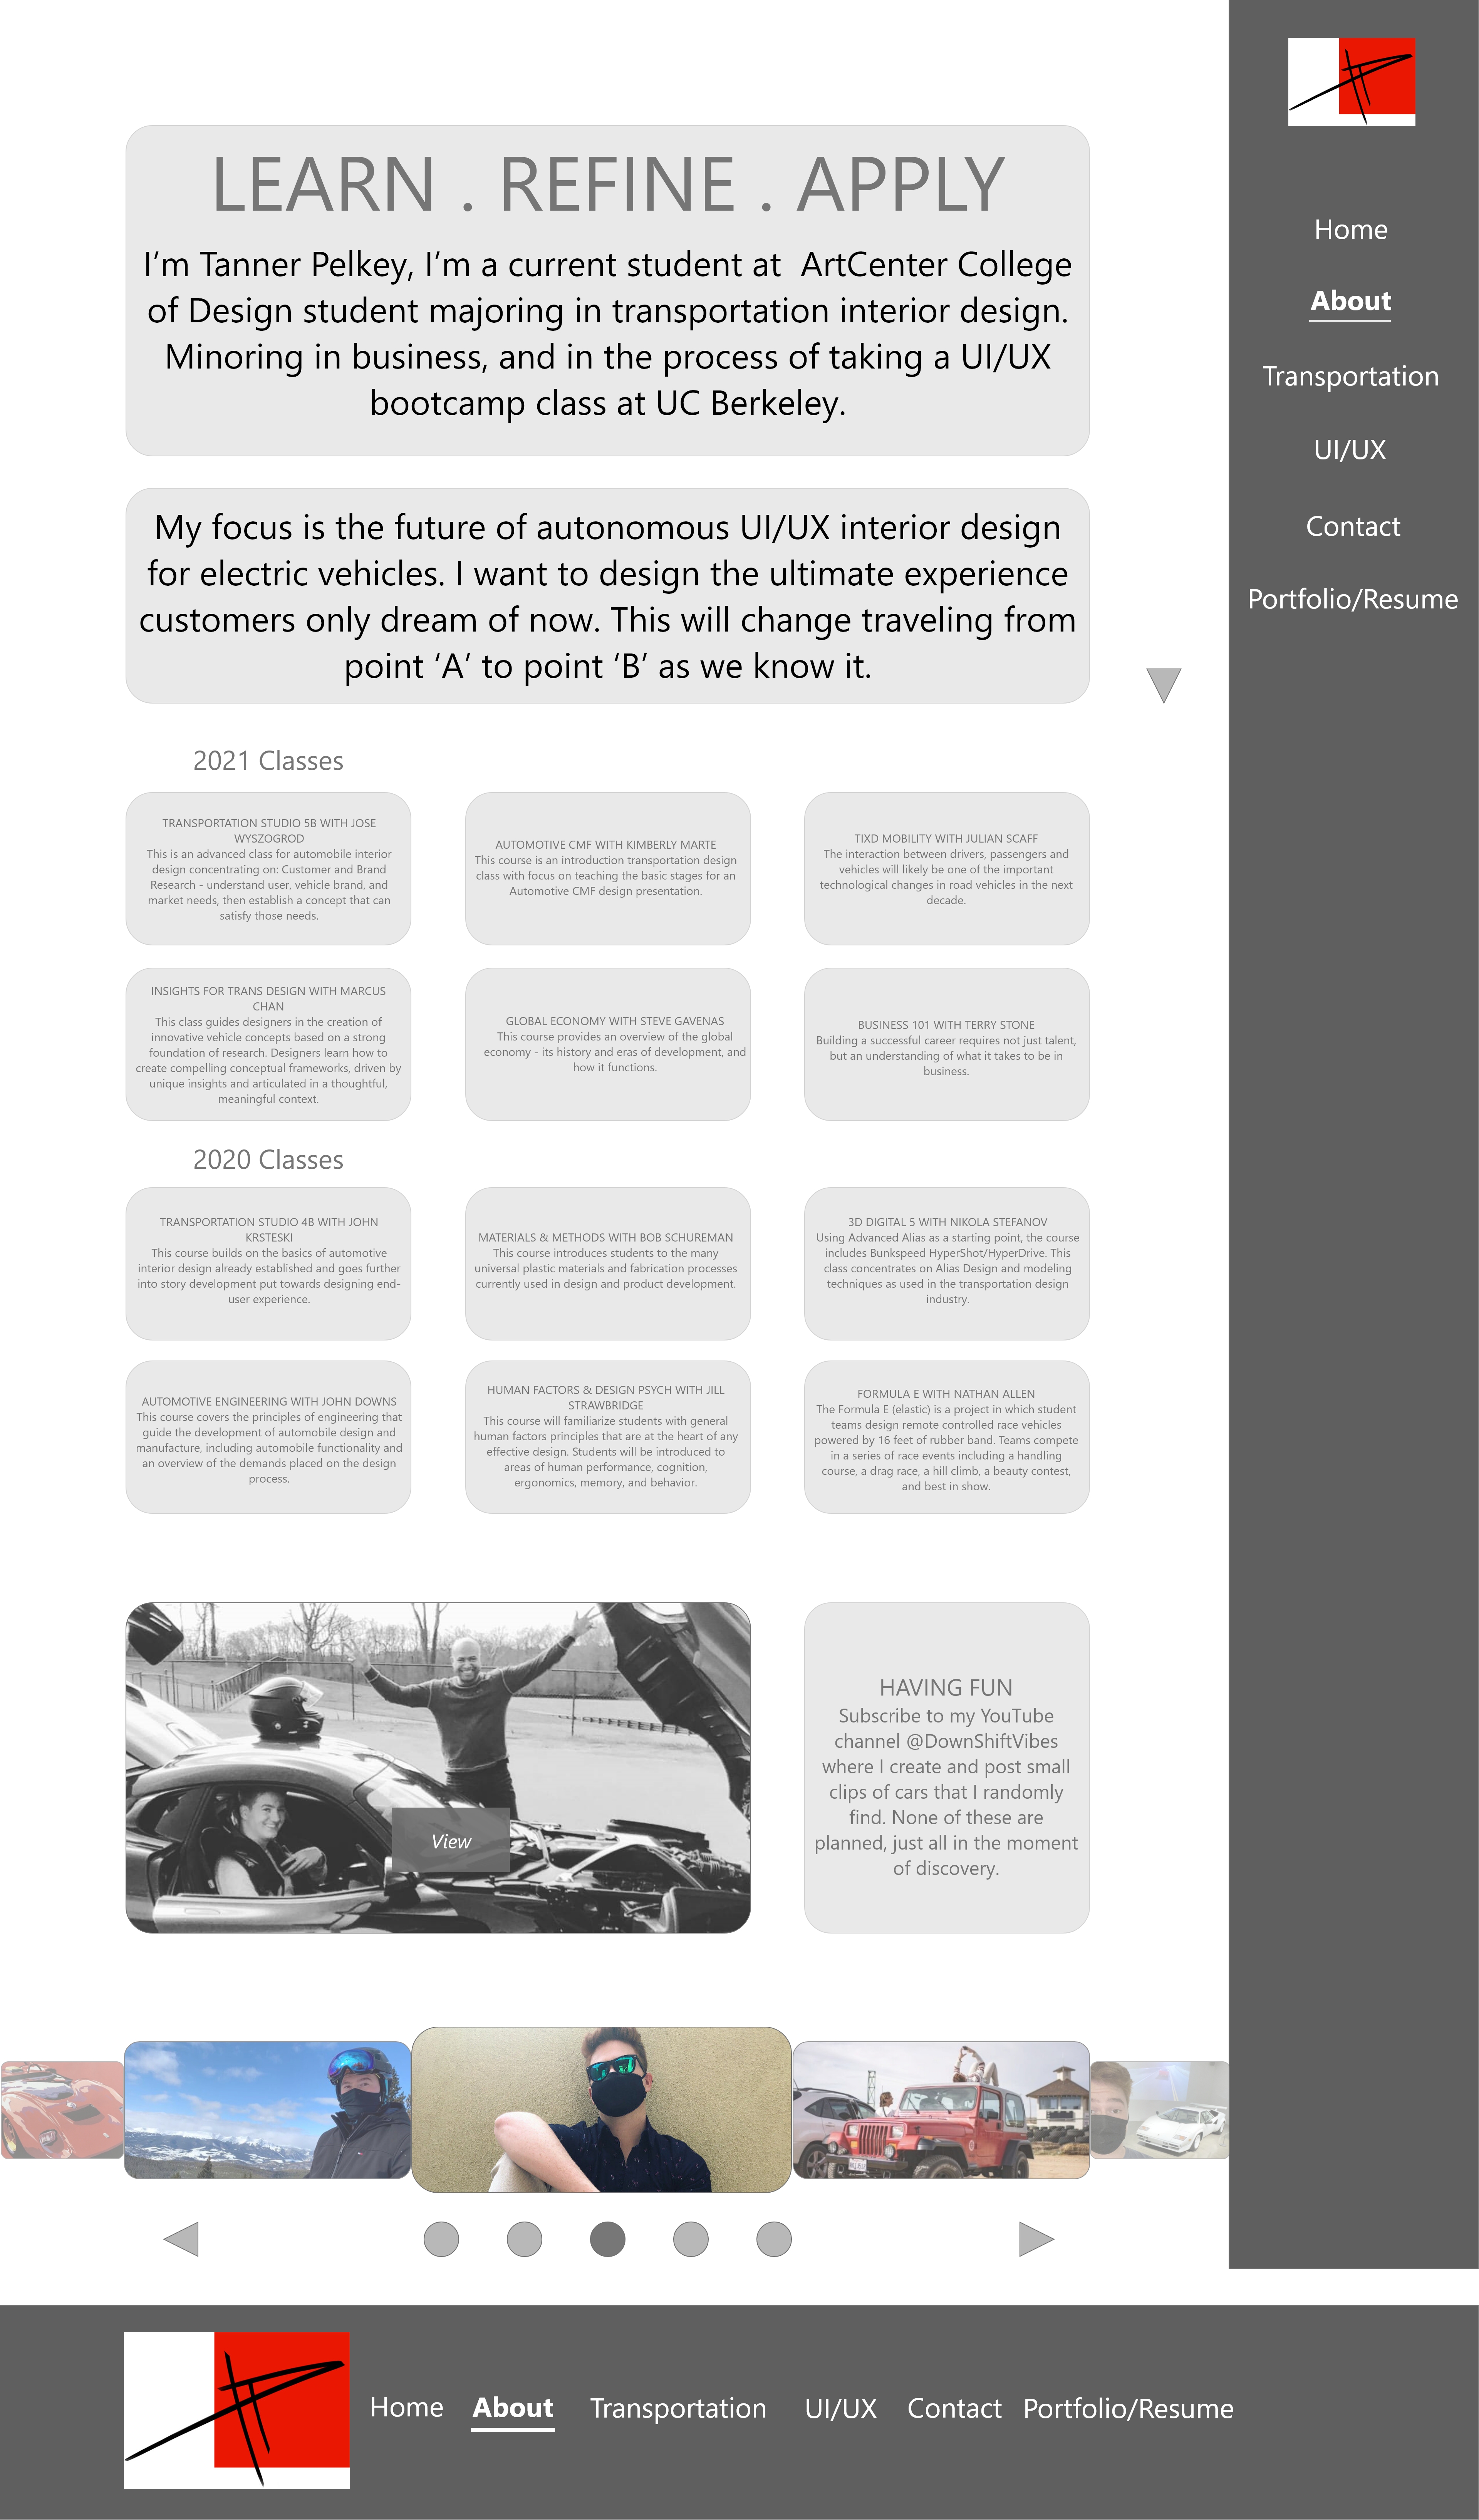 LEARN . REFINE . APPLY
I’m Tanner Pelkey, I’m a current student at  ArtCenter College
of Design student majoring in transportation interior design.
Minoring in business, and in the process of taking a UI/UX
bootcamp class at UC Berkeley.
My focus is the future of autonomous UI/UX interior design
for electric vehicles. I want to design the ultimate experience
customers only dream of now. This will change traveling from
point ‘A’ to point ‘B’ as we know it.
Home
About
Transportation
UI/UX
Contact
Portfolio/Resume
2021 Classes
TRANSPORTATION STUDIO 5B WITH JOSE
WYSZOGROD
This is an advanced class for automobile interior
design concentrating on: Customer and Brand
Research - understand user, vehicle brand, and
market needs, then establish a concept that can
satisfy those needs.
AUTOMOTIVE CMF WITH KIMBERLY MARTE
This course is an introduction transportation design
class with focus on teaching the basic stages for an
Automotive CMF design presentation.
TIXD MOBILITY WITH JULIAN SCAFF
The interaction between drivers, passengers and
vehicles will likely be one of the important
technological changes in road vehicles in the next
decade.
INSIGHTS FOR TRANS DESIGN WITH MARCUS
CHAN
This class guides designers in the creation of
innovative vehicle concepts based on a strong
foundation of research. Designers learn how to
create compelling conceptual frameworks, driven by
unique insights and articulated in a thoughtful,
meaningful context.
GLOBAL ECONOMY WITH STEVE GAVENAS
This course provides an overview of the global
economy - its history and eras of development, and
how it functions.
BUSINESS 101 WITH TERRY STONE
Building a successful career requires not just talent,
but an understanding of what it takes to be in
business.
2020 Classes
TRANSPORTATION STUDIO 4B WITH JOHN
KRSTESKI
This course builds on the basics of automotive
interior design already established and goes further
into story development put towards designing end-
user experience.
MATERIALS & METHODS WITH BOB SCHUREMAN
This course introduces students to the many
universal plastic materials and fabrication processes
currently used in design and product development.
3D DIGITAL 5 WITH NIKOLA STEFANOV
Using Advanced Alias as a starting point, the course
includes Bunkspeed HyperShot/HyperDrive. This
class concentrates on Alias Design and modeling
techniques as used in the transportation design
industry.
AUTOMOTIVE ENGINEERING WITH JOHN DOWNS
This course covers the principles of engineering that
guide the development of automobile design and
manufacture, including automobile functionality and
an overview of the demands placed on the design
process.
HUMAN FACTORS & DESIGN PSYCH WITH JILL
STRAWBRIDGE
This course will familiarize students with general
human factors principles that are at the heart of any
effective design. Students will be introduced to
areas of human performance, cognition,
ergonomics, memory, and behavior.
FORMULA E WITH NATHAN ALLEN
The Formula E (elastic) is a project in which student
teams design remote controlled race vehicles
powered by 16 feet of rubber band. Teams compete
in a series of race events including a handling
course, a drag race, a hill climb, a beauty contest,
and best in show.
View
HAVING FUN
Subscribe to my YouTube
channel @DownShiftVibes
where I create and post small
clips of cars that I randomly
find. None of these are
planned, just all in the moment
of discovery.
Home About Transportation UI/UX Contact Portfolio/Resume